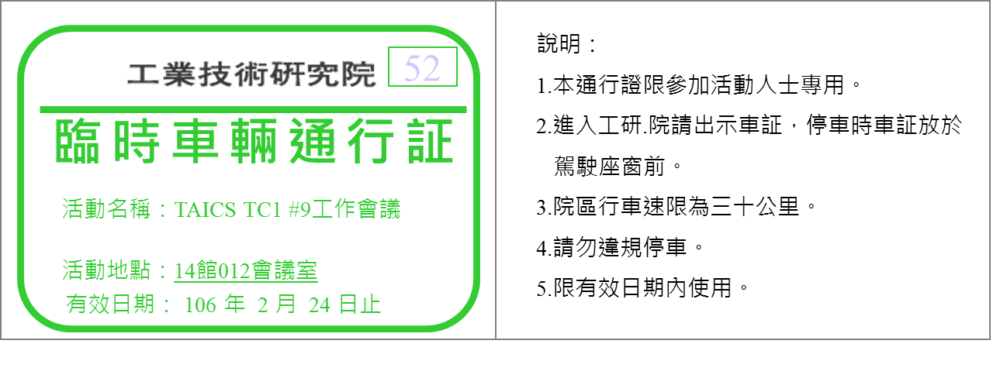 工業技術研究院 52
臨時車輛通行証
活動名稱：TAICS TC1 #9工作會議
活動地點：14館012會議室
有效日期： 106 年 2 月 24 日止
說明：
1.本通行證限參加活動人士專用。
2.進入工研.院請出示車証，停車時車証放於
駕駛座窗前。
3.院區行車速限為三十公里。
4.請勿違規停車。
5.限有效日期內使用。